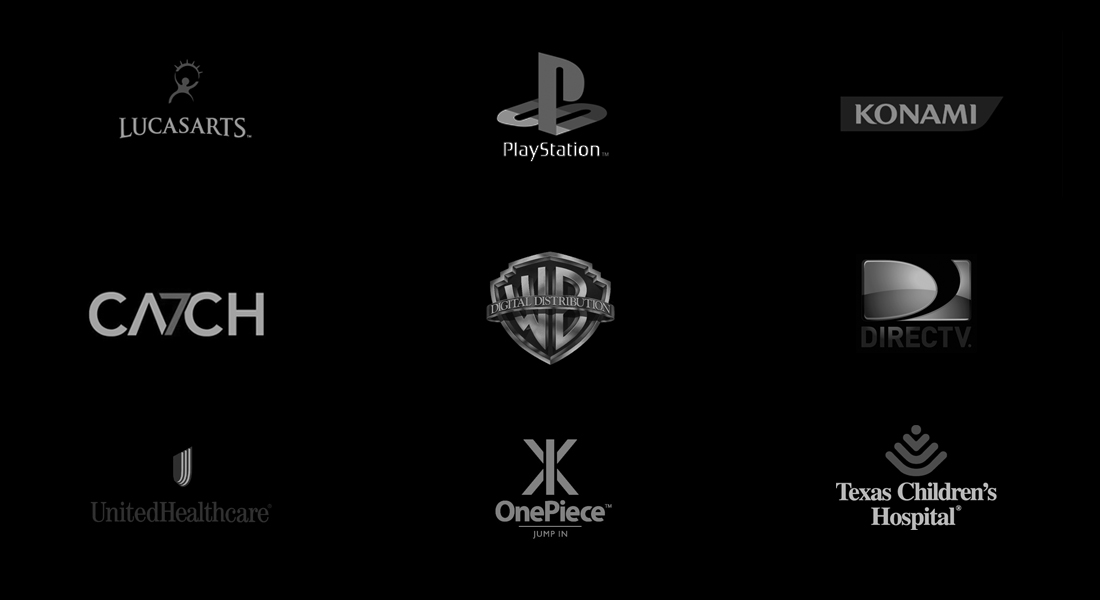 LUCASARTS™
PlayStation™
KONAMI
CA7CH
WB
DIGITAL DISTRIBUTION
DIRECTV.
UnitedHealthcare®
OnePiece™
JUMP IN
Texas Children's
Hospital®